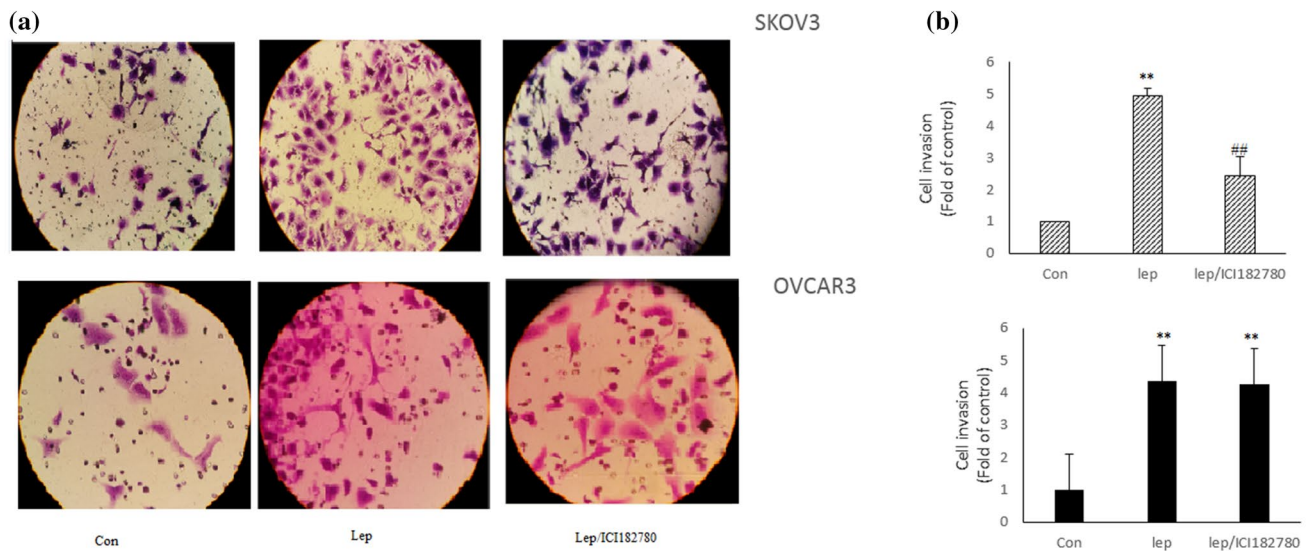 (a)
SKOV3
OVCAR3
Con
Lep
Lep/ICI182780
(b)
Cell invasion
(Fold of control)
6
5
4
3
2
1
0
**
##
Con
lep
lep/ICI182780
Cell invasion
(Fold of control)
6
5
4
3
2
1
0
**
**
Con
lep
lep/ICI182780